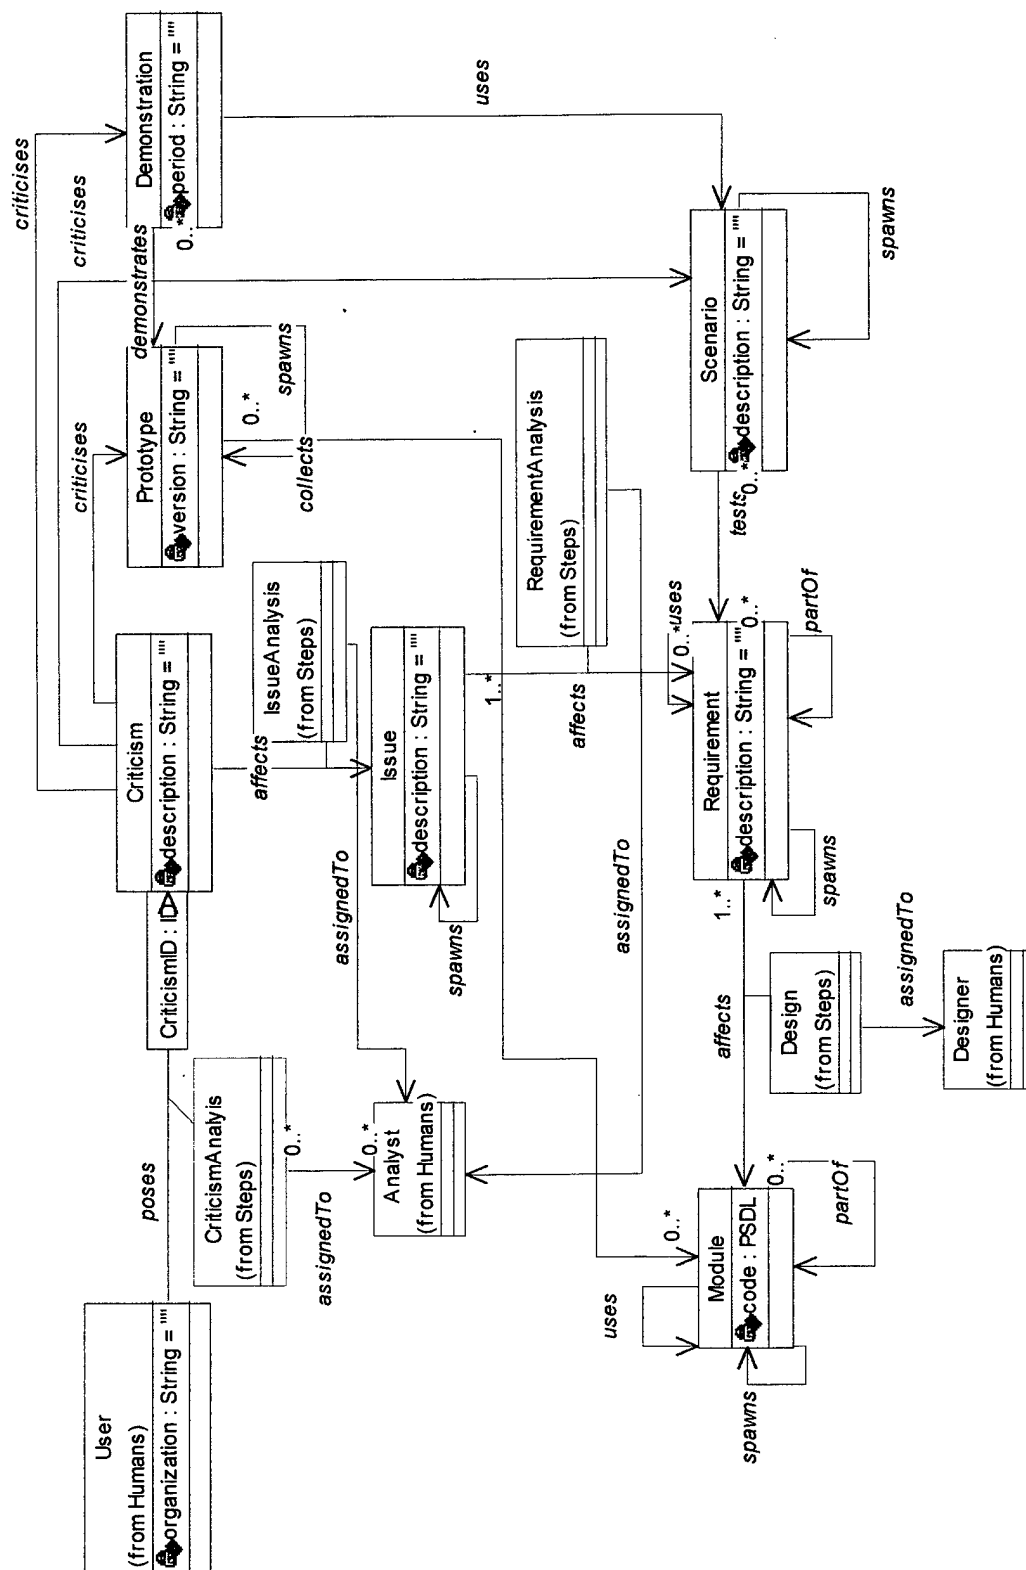 User
(from Humans)
organization : String = ""
poses
CriticismAnalyis
(from Steps)
0..*
assignedTo
0..*
Analyst
(from Humans)
CriticismID : ID
Criticism
description : String = ""
criticises
criticises
criticises
affects
IssueAnalysis
(from Steps)
assignedTo
Issue
description : String = ""
spawns
1..*
affects
Prototype
version : String = ""
demonstrates
spawns
0..*
collects
Demonstration
period : String = ""
0..*
uses
RequirementAnalysis
(from Steps)
assignedTo
Scenario
description : String = ""
spawns
0..*
tests
Requirement
description : String = ""
0..*
uses
0..*
partOf
spawns
1..*
affects
Design
(from Steps)
assignedTo
Designer
(from Humans)
Module
code : PSDL
0..*
0..*
partOf
uses
spawns